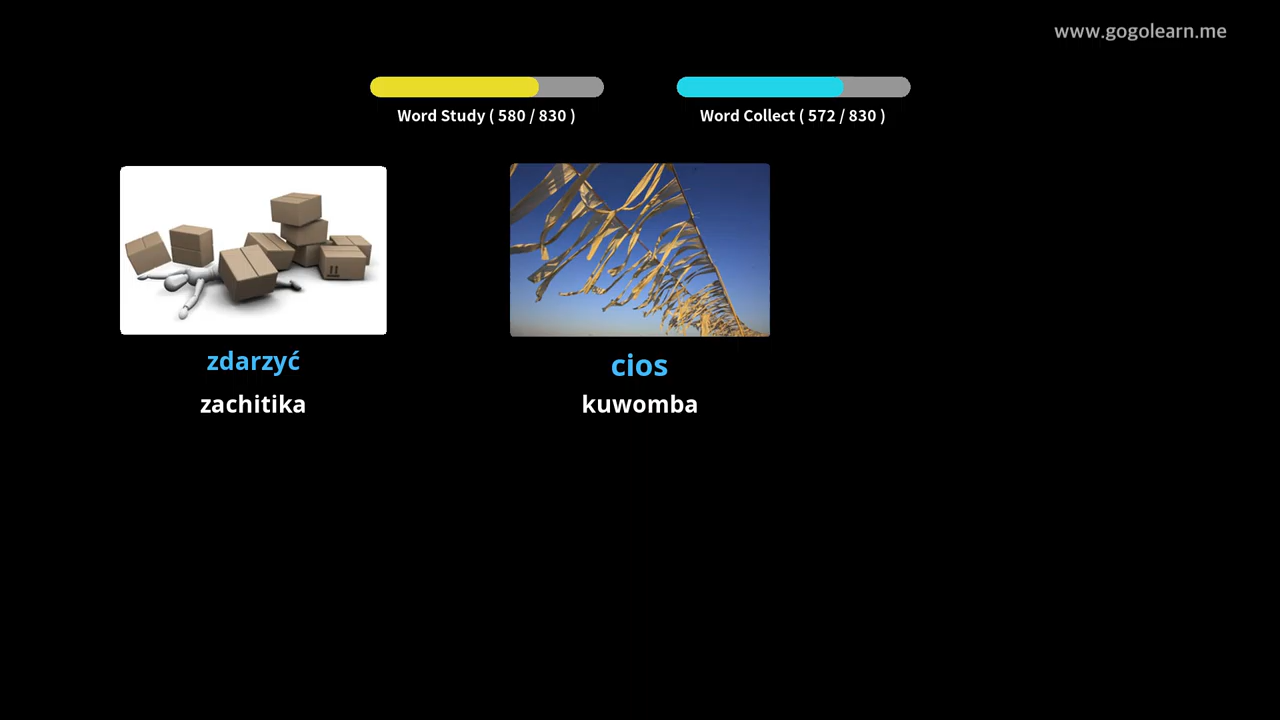 www.gogolearn.me
Word Study ( 580 / 830 )
Word Collect ( 572 / 830 )
zdarzyć
zachitika
cios
kuwomba